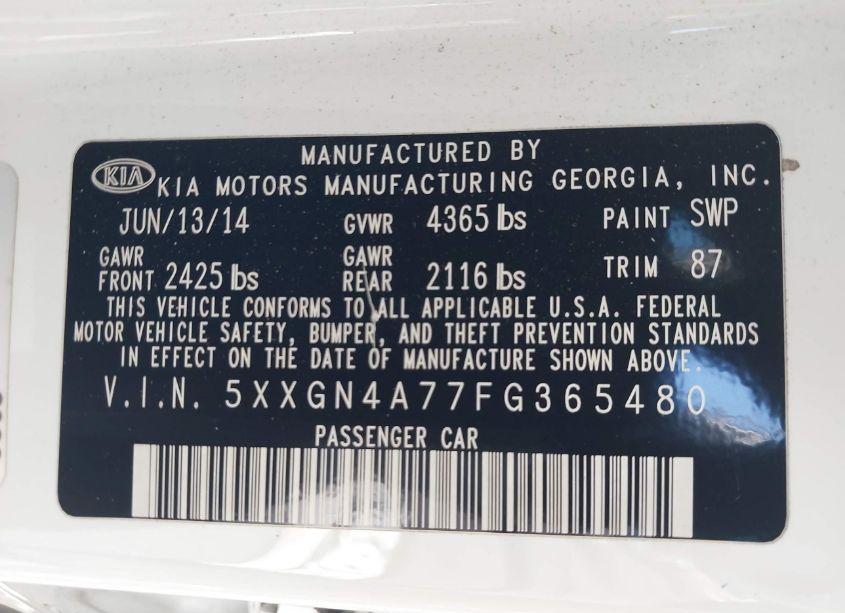 MANUFACTURED BY
KIA KIA MOTORS MANUFACTURING GEORGIA, INC.
JUN/13/14 GVWR 4365 lbs PAINT SWP
GAWR FRONT 2425 lbs GAWR REAR 2116 lbs TRIM 87
THIS VEHICLE CONFORMS TO ALL APPLICABLE U.S.A. FEDERAL
MOTOR VEHICLE SAFETY, BUMPER, AND THEFT PREVENTION STANDARDS
IN EFFECT ON THE DATE OF MANUFACTURE SHOWN ABOVE.
V.I.N. 5XXGN4A77FG365480
PASSENGER CAR